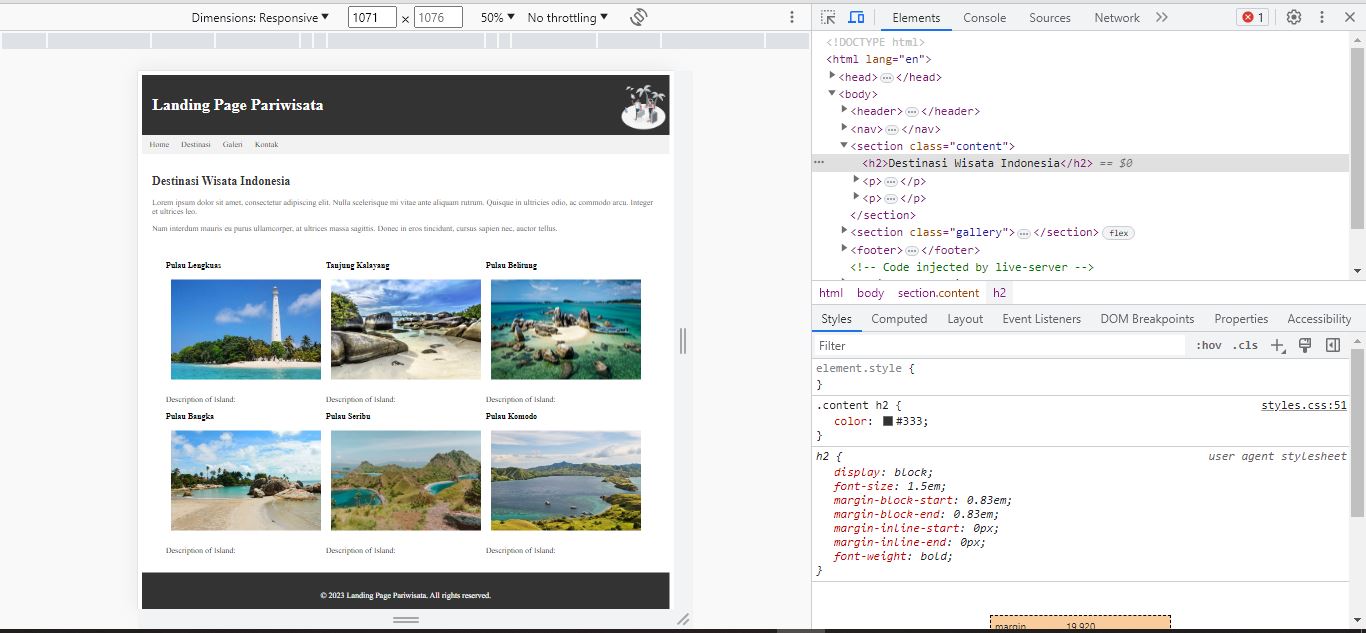 Dimensions: Responsive ▼ 1071 × 1076 50% ▼ No throttling ▼
Elements Console Sources Network 1
<!DOCTYPE html>
<html lang="en">
<head> ⋯ </head>
<body>
<header> ⋯ </header>
<nav> ⋯ </nav>
<section class="content">
<h2>Destinasi Wisata Indonesia</h2> == $0
<p> ⋯ </p>
<p> ⋯ </p>
</section>
<section class="gallery"> ⋯ </section> flex
<footer> ⋯ </footer>
<!-- Code injected by live-server -->
html body section.content h2
Styles Computed Layout Event Listeners DOM Breakpoints Properties Accessibility
Filter :hov .cls
element.style {
}
.content h2 { styles.css:51
color: #333;
}
h2 { user agent stylesheet
display: block;
font-size: 1.5em;
margin-block-start: 0.83em;
margin-block-end: 0.83em;
margin-inline-start: 0px;
margin-inline-end: 0px;
font-weight: bold;
}
margin 19.920
Landing Page Pariwisata
Home Destinasi Galeri Kontak
Destinasi Wisata Indonesia
Lorem ipsum dolor sit amet, consectetur adipiscing elit. Nulla scelerisque mi vitae ante aliquam rutrum. Quisque in ultricies odio, ac commodo arcu. Integer
et ultrices leo.
Nam interdum mauris eu purus ullamcorper, at ultrices massa sagittis. Donec in eros tincidunt, cursus sapien nec, auctor tellus.
Pulau Lengkuas Tanjung Kalayang Pulau Belitung
Description of Island: Description of Island: Description of Island:
Pulau Bangka Pulau Seribu Pulau Komodo
Description of Island: Description of Island: Description of Island:
© 2023 Landing Page Pariwisata. All rights reserved.